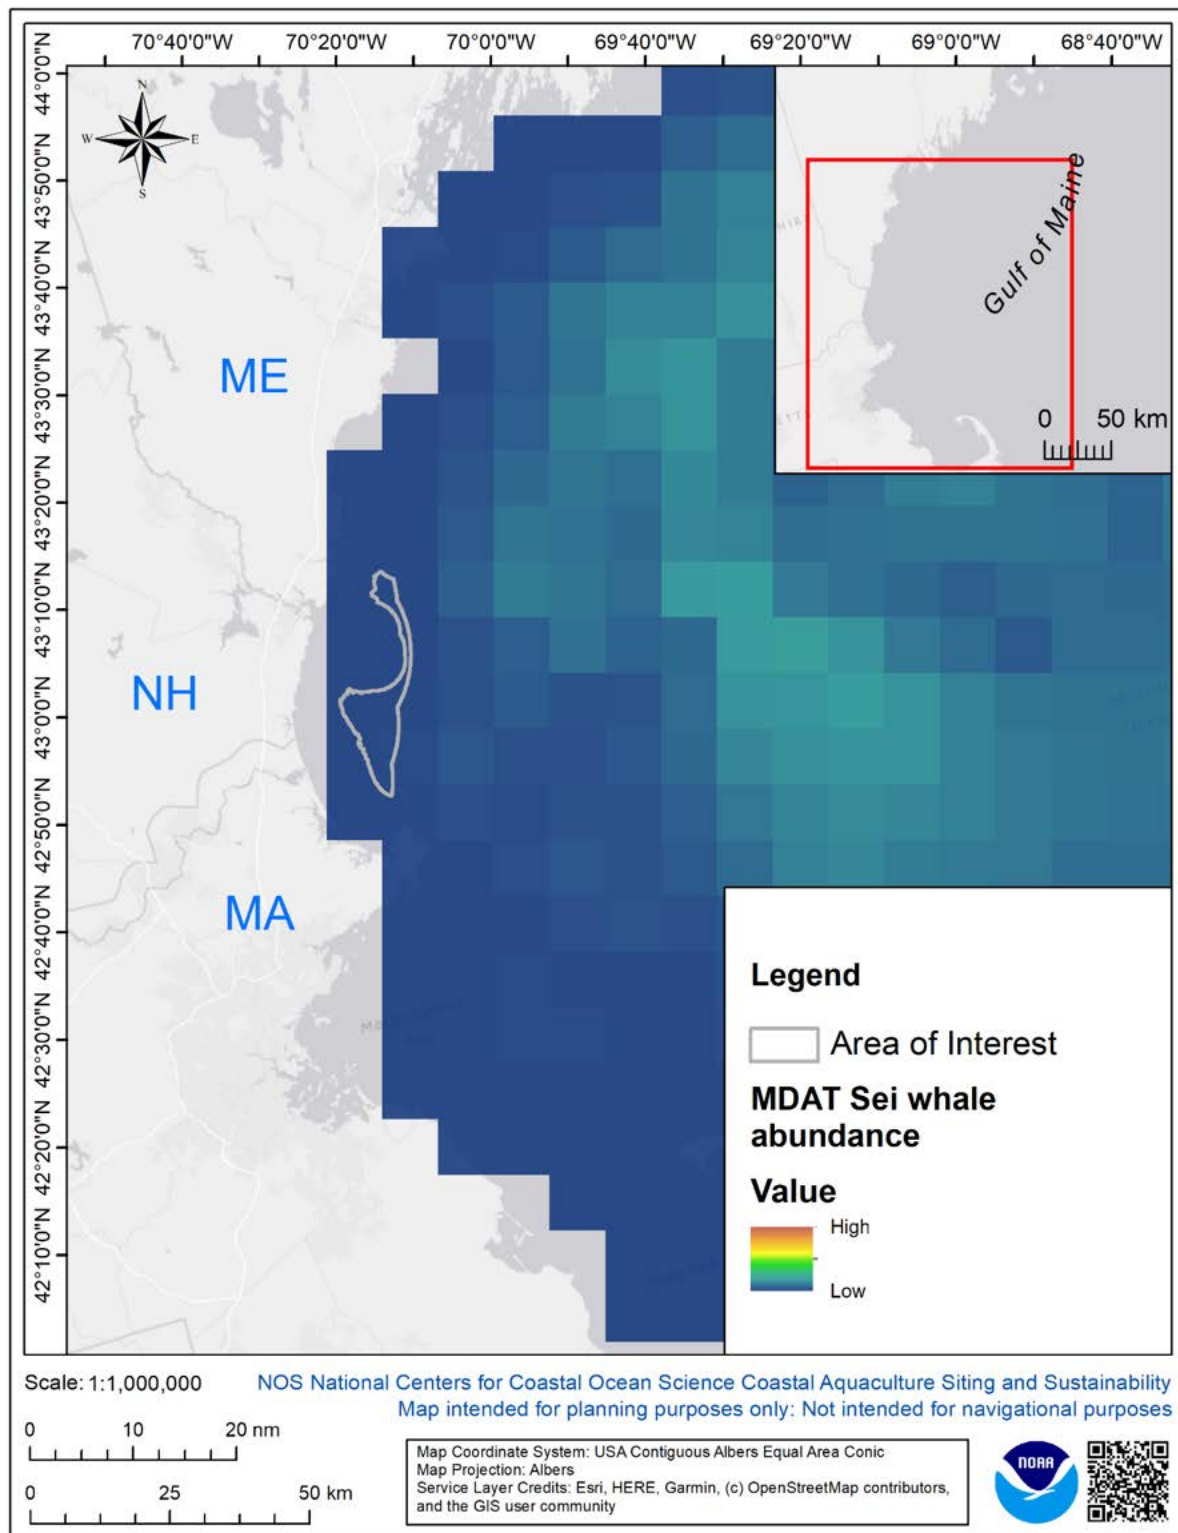 70°40'0"W 70°20'0"W 70°0'0"W 69°40'0"W 69°20'0"W 69°0'0"W 68°40'0"W
44°0'0"N
43°50'0"N
43°40'0"N
43°30'0"N
43°20'0"N
43°10'0"N
43°0'0"N
42°50'0"N
42°40'0"N
42°30'0"N
42°20'0"N
42°10'0"N
N
W E
S
Gulf of Maine
0 50 km
ME
NH
MA
Legend
Area of Interest
MDAT Sei whale
abundance
Value
High
Low
Scale: 1:1,000,000
NOS National Centers for Coastal Ocean Science Coastal Aquaculture Siting and Sustainability
Map intended for planning purposes only: Not intended for navigational purposes
0 10 20 nm
0 25 50 km
Map Coordinate System: USA Contiguous Albers Equal Area Conic
Map Projection: Albers
Service Layer Credits: Esri, HERE, Garmin, (c) OpenStreetMap contributors,
and the GIS user community
NOAA